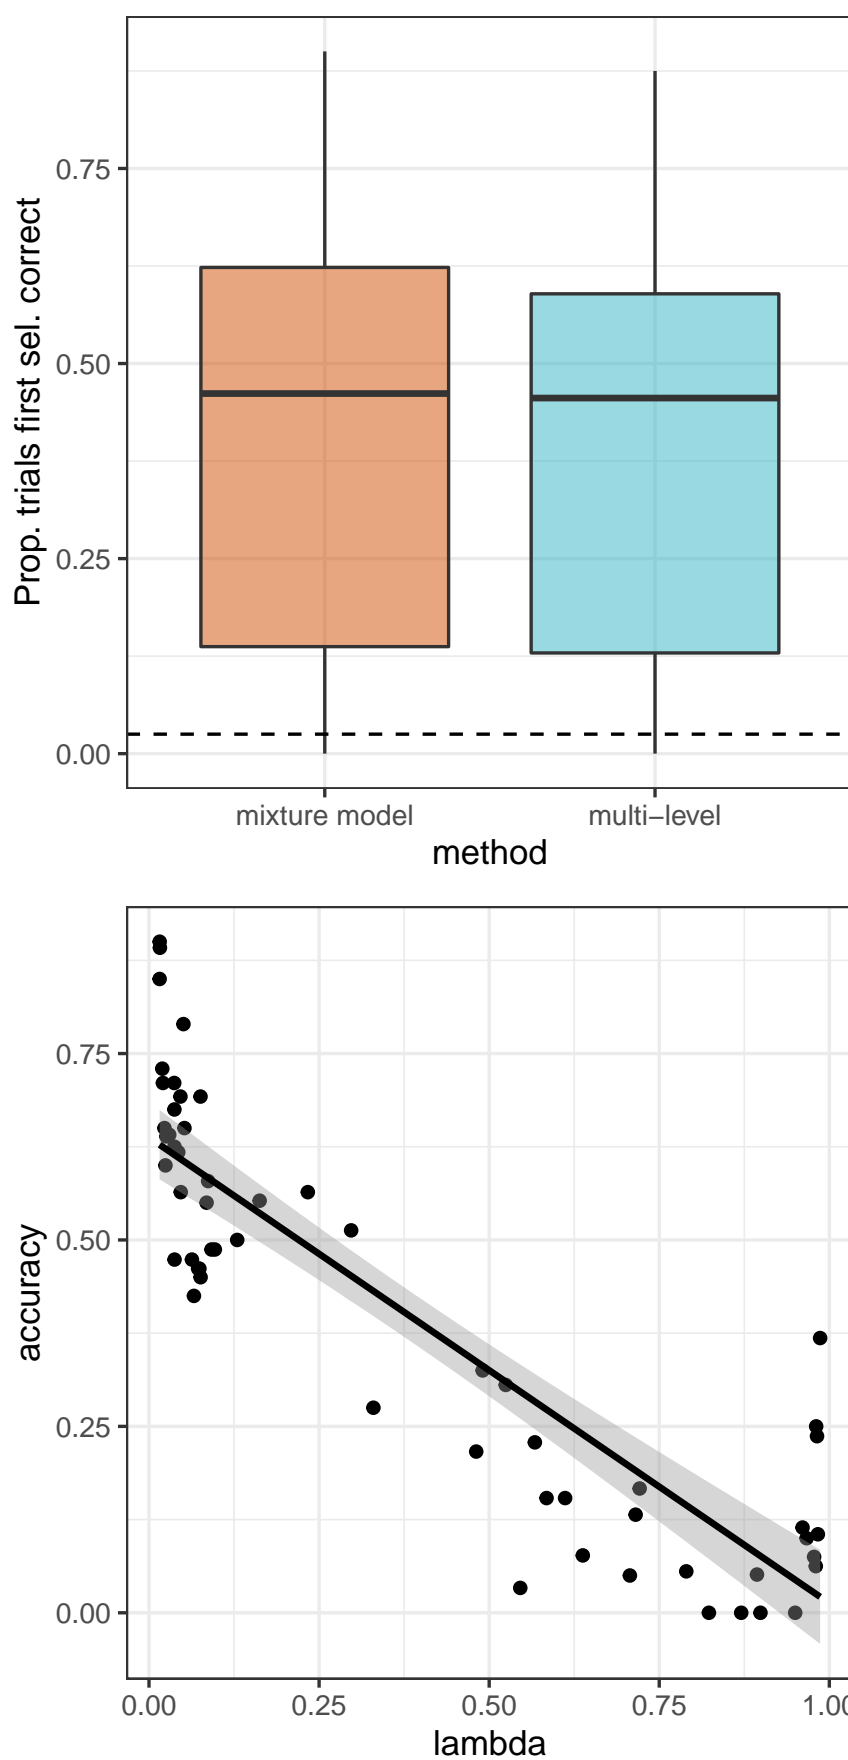 Prop. trials first sel. correct
0.75
0.50
0.25
0.00
mixture model multi−level
method
accuracy
0.75
0.50
0.25
0.00
0.00 0.25 0.50 0.75 1.00
lambda